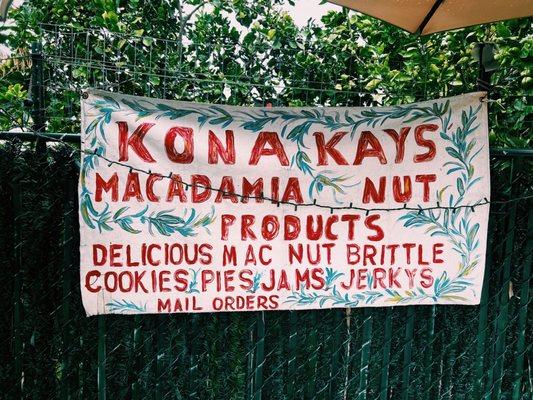 KONA KAYS
MACADAMIA NUT
PRODUCTS
DELICIOUS MAC NUT BRITTLE
COOKIES PIES JAMS JERKYS
MAIL ORDERS